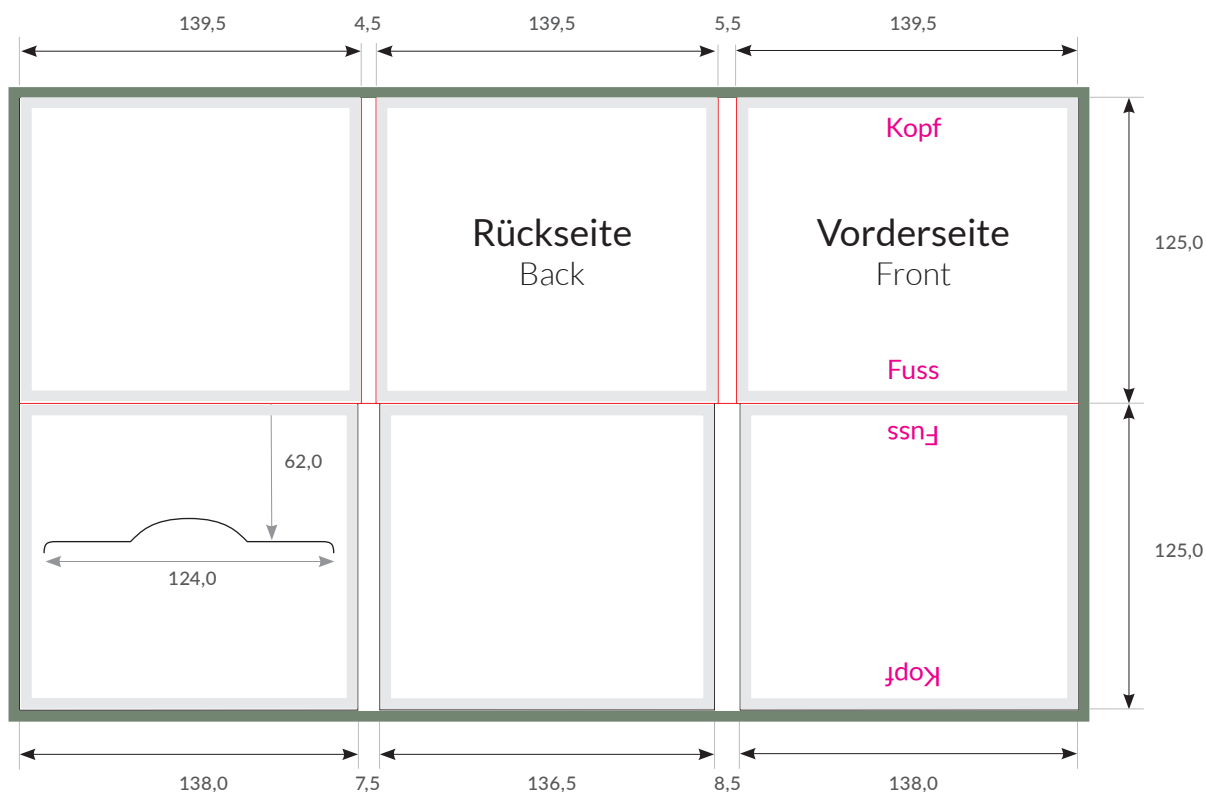 139,5 4,5 139,5 5,5 139,5
Kopf
Rückseite
Back
Vorderseite
Front
125,0
Fuss
Fuss
62,0
124,0
125,0
Kopf
138,0 7,5 136,5 8,5 138,0